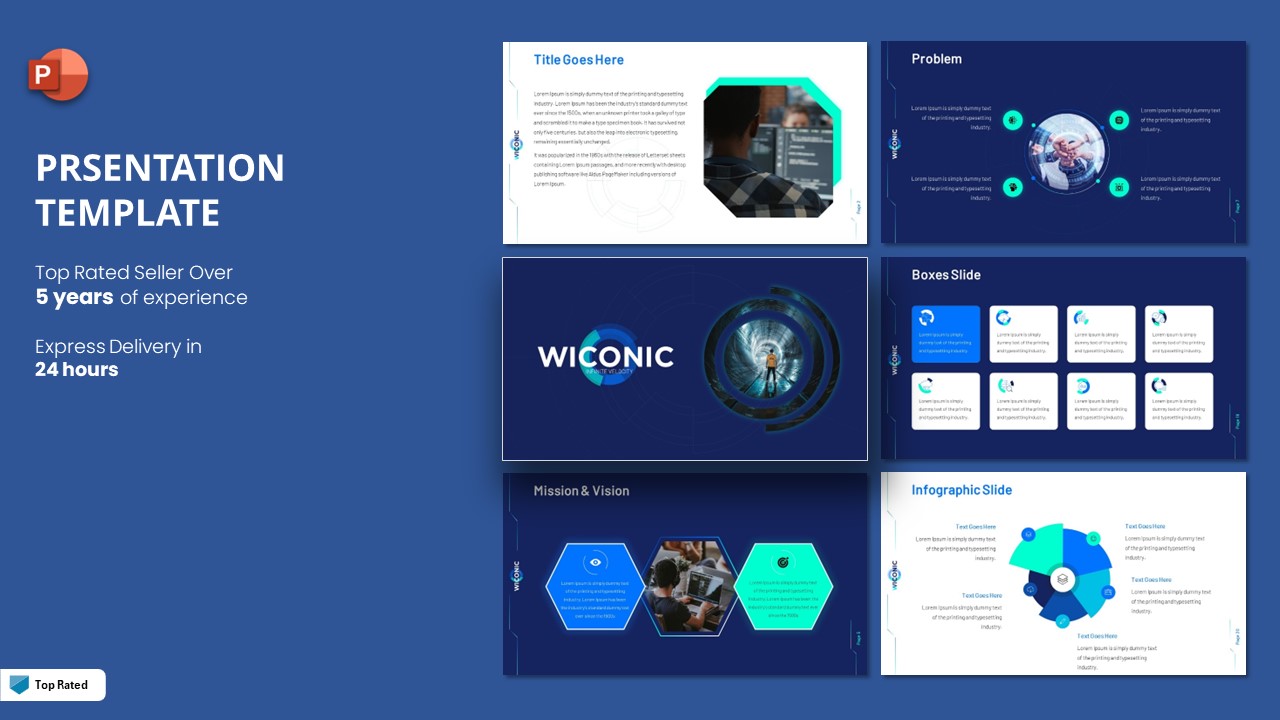 P
PRSENTATION
TEMPLATE
Top Rated Seller Over
5 years of experience
Express Delivery in
24 hours
Top Rated
Title Goes Here
Lorem Ipsum is simply dummy text of the printing and typesetting
industry. Lorem Ipsum has been the industry's standard dummy text
ever since the 1500s, when an unknown printer took a galley of type
and scrambled it to make a type specimen book. It has survived not
only five centuries, but also the leap into electronic typesetting,
remaining essentially unchanged.
It was popularized in the 1960s with the release of Letterset sheets
containing Lorem Ipsum passages, and more recently with desktop
publishing software like Aldus PageMaker including versions of
Lorem Ipsum.
WICONIC
Page 2
Problem
Lorem Ipsum is simply dummy text
of the printing and typesetting
industry.
Lorem Ipsum is simply dummy text
of the printing and typesetting
industry.
Lorem Ipsum is simply dummy text
of the printing and typesetting
industry.
Lorem Ipsum is simply dummy text
of the printing and typesetting
industry.
WICONIC
Page 7
WICONIC
INFINITE VELOCITY
Boxes Slide
Lorem Ipsum is simply
dummy text of the printing
and typesetting industry.
Lorem Ipsum is simply
dummy text of the printing
and typesetting industry.
Lorem Ipsum is simply
dummy text of the printing
and typesetting industry.
Lorem Ipsum is simply
dummy text of the printing
and typesetting industry.
Lorem Ipsum is simply
dummy text of the printing
and typesetting industry.
Lorem Ipsum is simply
dummy text of the printing
and typesetting industry.
Lorem Ipsum is simply
dummy text of the printing
and typesetting industry.
Lorem Ipsum is simply
dummy text of the printing
and typesetting industry.
WICONIC
Page
Mission & Vision
Lorem Ipsum is simply dummy text
of the printing and typesetting
industry. Lorem Ipsum has been
the industry's standard dummy text
ever since the 1500s.
Lorem Ipsum is simply dummy text
of the printing and typesetting
industry. Lorem Ipsum has been the
industry's standard dummy text ever
since the 1500s.
WICONIC
Page
Infographic Slide
Text Goes Here
Lorem Ipsum is simply dummy text
of the printing and typesetting
industry.
Text Goes Here
Lorem Ipsum is simply dummy text
of the printing and typesetting
industry.
Text Goes Here
Lorem Ipsum is simply dummy text
of the printing and typesetting
industry.
Text Goes Here
Lorem Ipsum is simply dummy text
of the printing and typesetting
industry.
Text Goes Here
Lorem Ipsum is simply dummy text
of the printing and typesetting
industry.
WICONIC
Page